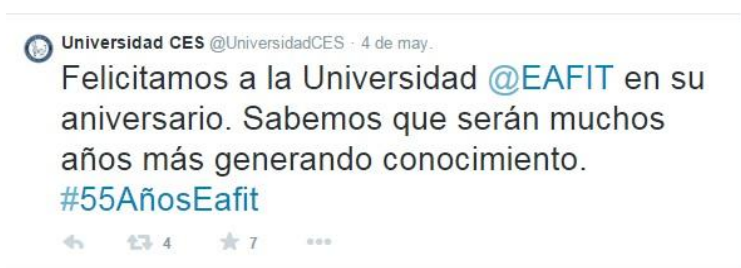 Universidad CES @UniversidadCES · 4 de may.
Felicitamos a la Universidad @EAFIT en su
aniversario. Sabemos que serán muchos
años más generando conocimiento.
#55AñosEafit
4 7